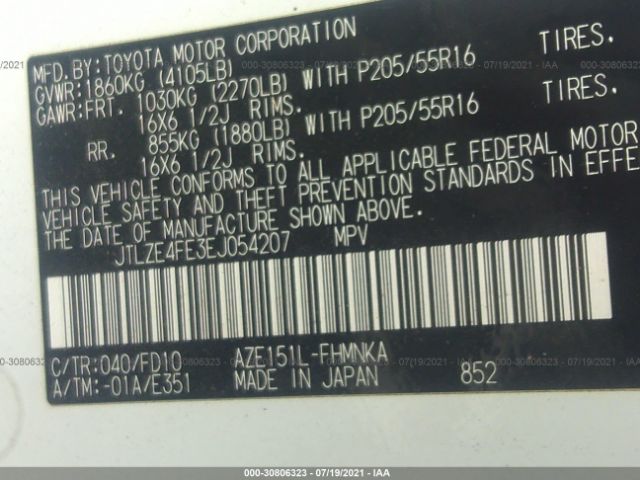 MFD.BY:TOYOTA MOTOR CORPORATION
GVWR:1860KG (4105LB)
GAWR:FRT. 1030KG (2270LB) WITH P205/55R16 TIRES.
16X6 1/2J RIMS.
RR. 855KG (1880LB) WITH P205/55R16 TIRES.
16X6 1/2J RIMS.
THIS VEHICLE CONFORMS TO ALL APPLICABLE FEDERAL MOTOR
VEHICLE SAFETY AND THEFT PREVENTION STANDARDS IN EFFE
THE DATE OF MANUFACTURE SHOWN ABOVE.
JTLZE4FE3EJ054207 MPV
C/TR:040/FD10 AZE151L-FHMNKA
A/TM:-01A/E351 MADE IN JAPAN 852
000-30806323 - 07/19/2021 - IAA